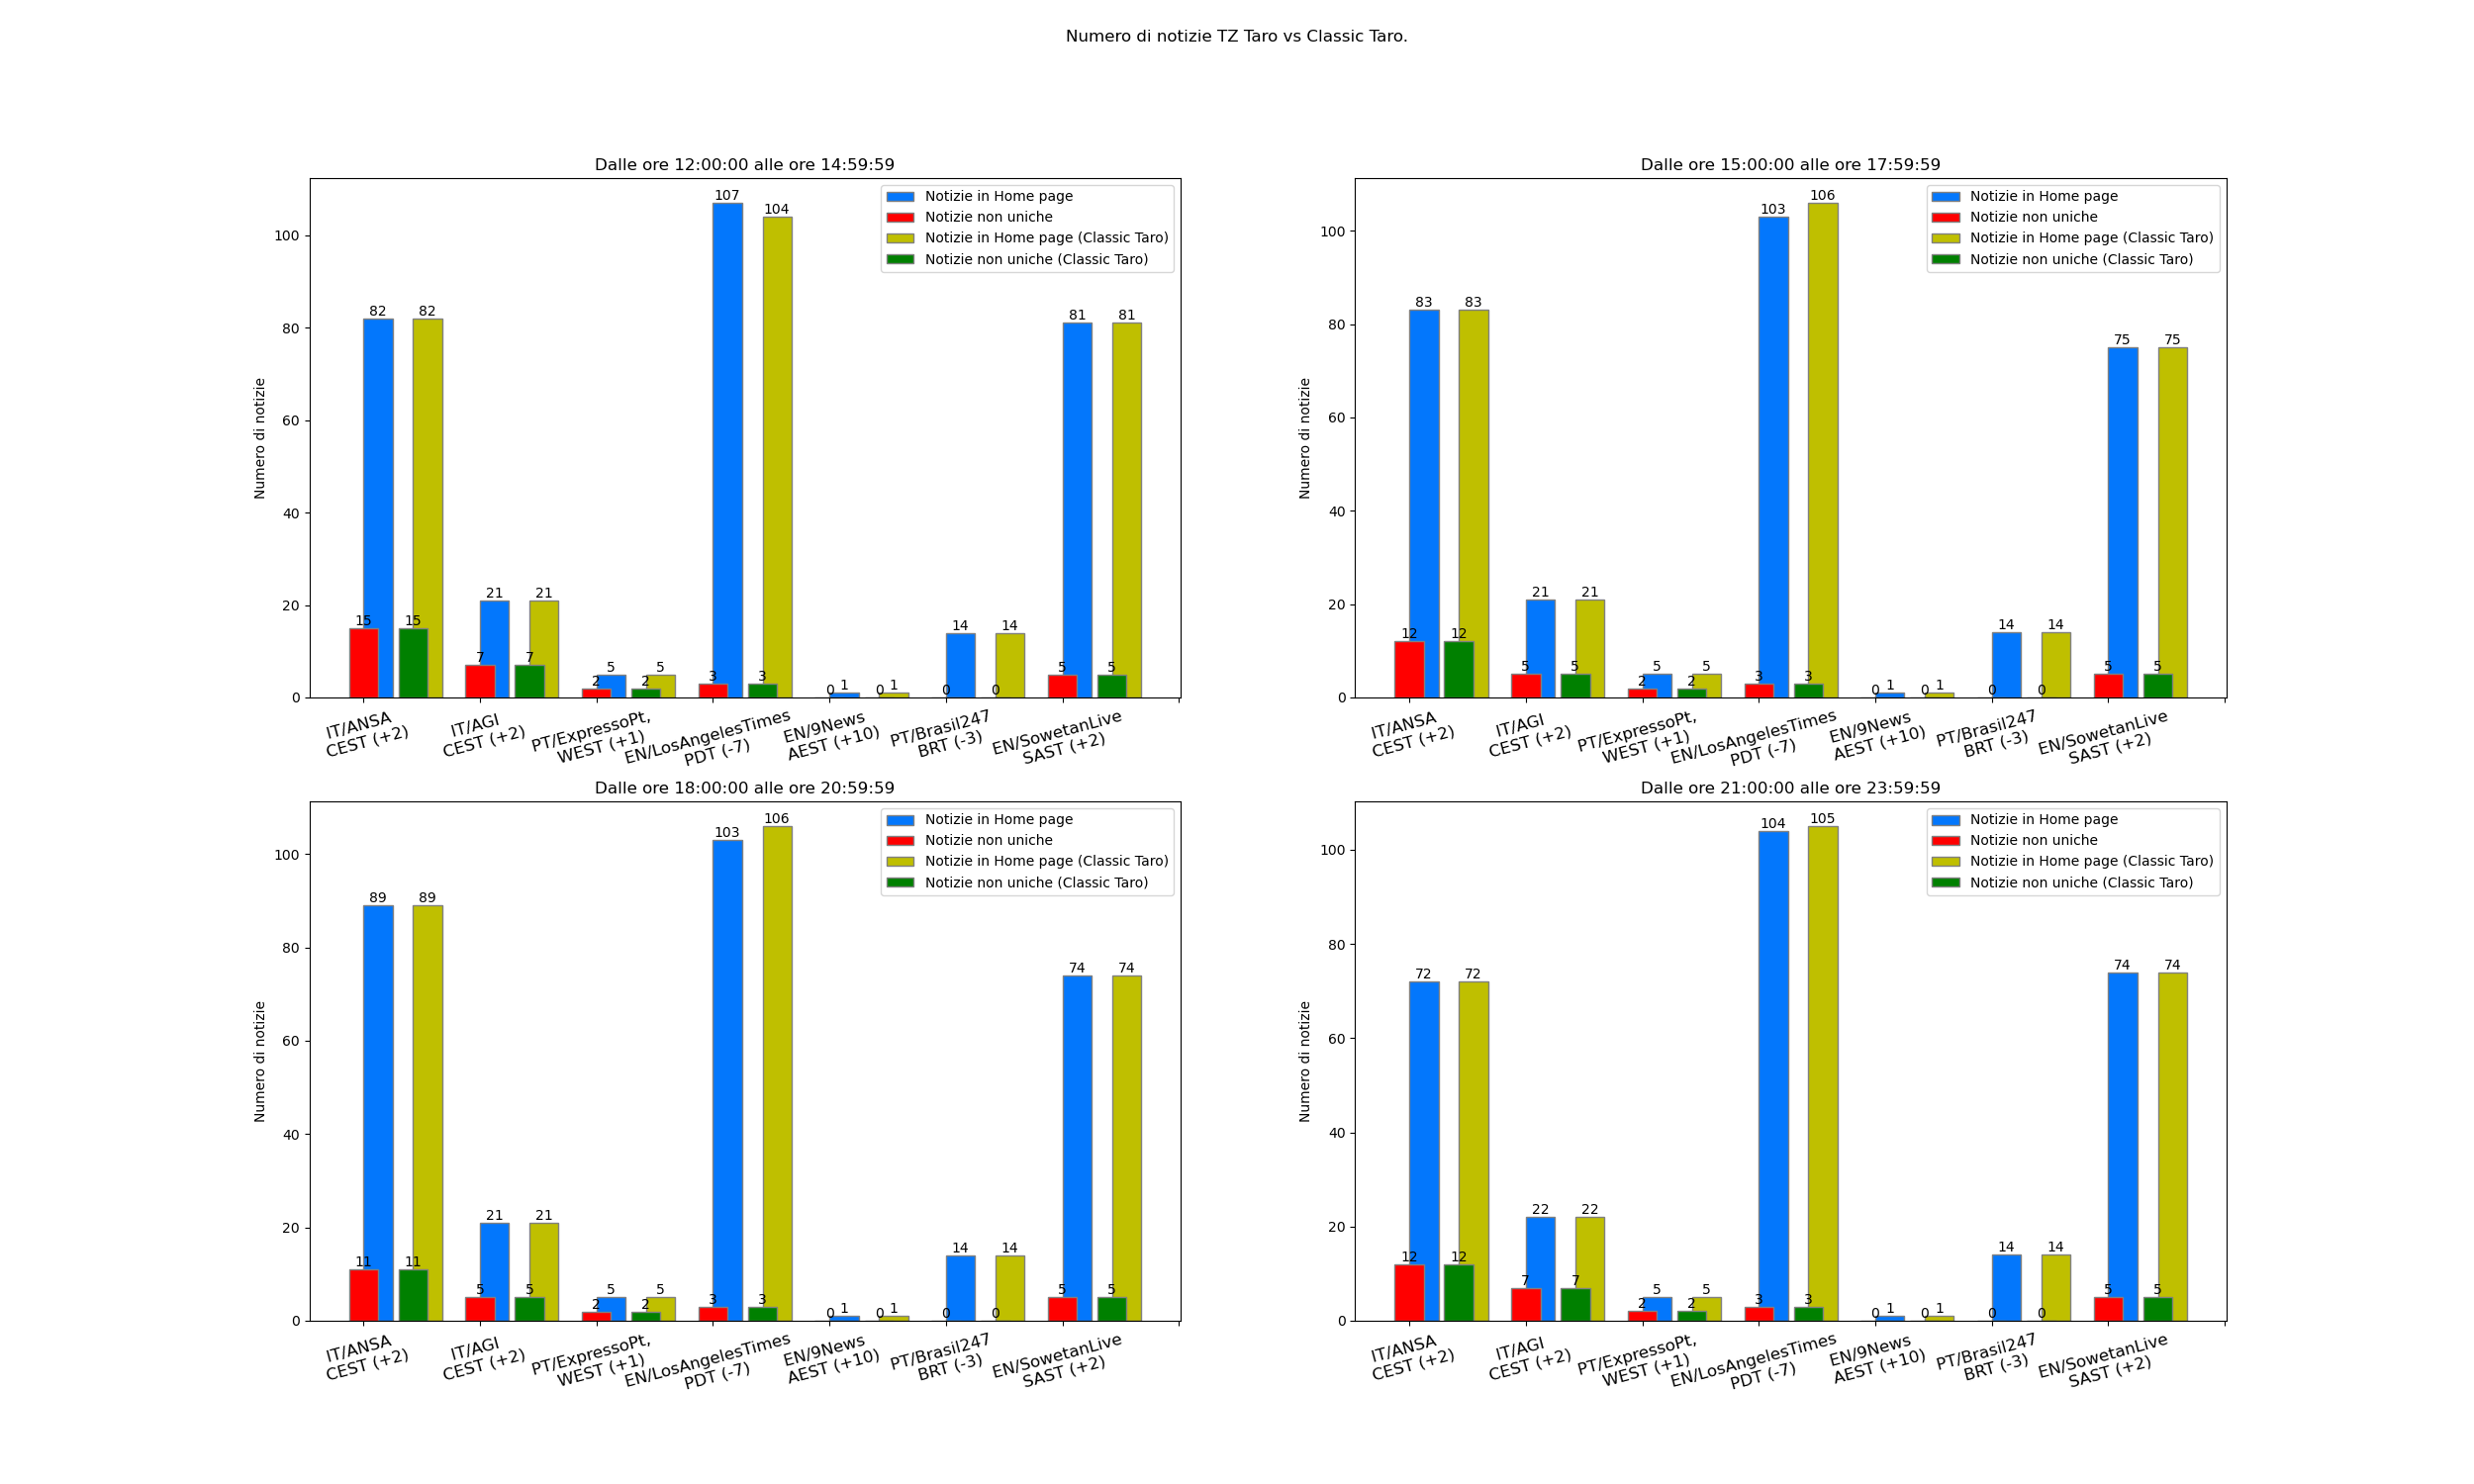 Numero di notizie TZ Taro vs Classic Taro.
Dalle ore 12:00:00 alle ore 14:59:59
Numero di notizie
100
80
60
40
20
0
Notizie in Home page
Notizie non uniche
Notizie in Home page (Classic Taro)
Notizie non uniche (Classic Taro)
82 82 21 21 5 5 107 104 1 1 14 14 81 81
15 15 7 7 2 2 3 3 0 0 0 0 5 5
IT/ANSA
CEST (+2)
IT/AGI
CEST (+2)
PT/ExpressoPt,
WEST (+1)
EN/LosAngelesTimes
PDT (-7)
EN/9News
AEST (+10)
PT/Brasil247
BRT (-3)
EN/SowetanLive
SAST (+2)
Dalle ore 15:00:00 alle ore 17:59:59
Numero di notizie
100
80
60
40
20
0
Notizie in Home page
Notizie non uniche
Notizie in Home page (Classic Taro)
Notizie non uniche (Classic Taro)
83 83 21 21 5 5 103 106 1 1 14 14 75 75
12 12 5 5 2 2 3 3 0 0 0 0 5 5
IT/ANSA
CEST (+2)
IT/AGI
CEST (+2)
PT/ExpressoPt,
WEST (+1)
EN/LosAngelesTimes
PDT (-7)
EN/9News
AEST (+10)
PT/Brasil247
BRT (-3)
EN/SowetanLive
SAST (+2)
Dalle ore 18:00:00 alle ore 20:59:59
Numero di notizie
100
80
60
40
20
0
Notizie in Home page
Notizie non uniche
Notizie in Home page (Classic Taro)
Notizie non uniche (Classic Taro)
89 89 21 21 5 5 103 106 1 1 14 14 74 74
11 11 5 5 2 2 3 3 0 0 0 0 5 5
IT/ANSA
CEST (+2)
IT/AGI
CEST (+2)
PT/ExpressoPt,
WEST (+1)
EN/LosAngelesTimes
PDT (-7)
EN/9News
AEST (+10)
PT/Brasil247
BRT (-3)
EN/SowetanLive
SAST (+2)
Dalle ore 21:00:00 alle ore 23:59:59
Numero di notizie
100
80
60
40
20
0
Notizie in Home page
Notizie non uniche
Notizie in Home page (Classic Taro)
Notizie non uniche (Classic Taro)
72 72 22 22 5 5 104 105 1 1 14 14 74 74
12 12 7 7 2 2 3 3 0 0 0 0 5 5
IT/ANSA
CEST (+2)
IT/AGI
CEST (+2)
PT/ExpressoPt,
WEST (+1)
EN/LosAngelesTimes
PDT (-7)
EN/9News
AEST (+10)
PT/Brasil247
BRT (-3)
EN/SowetanLive
SAST (+2)